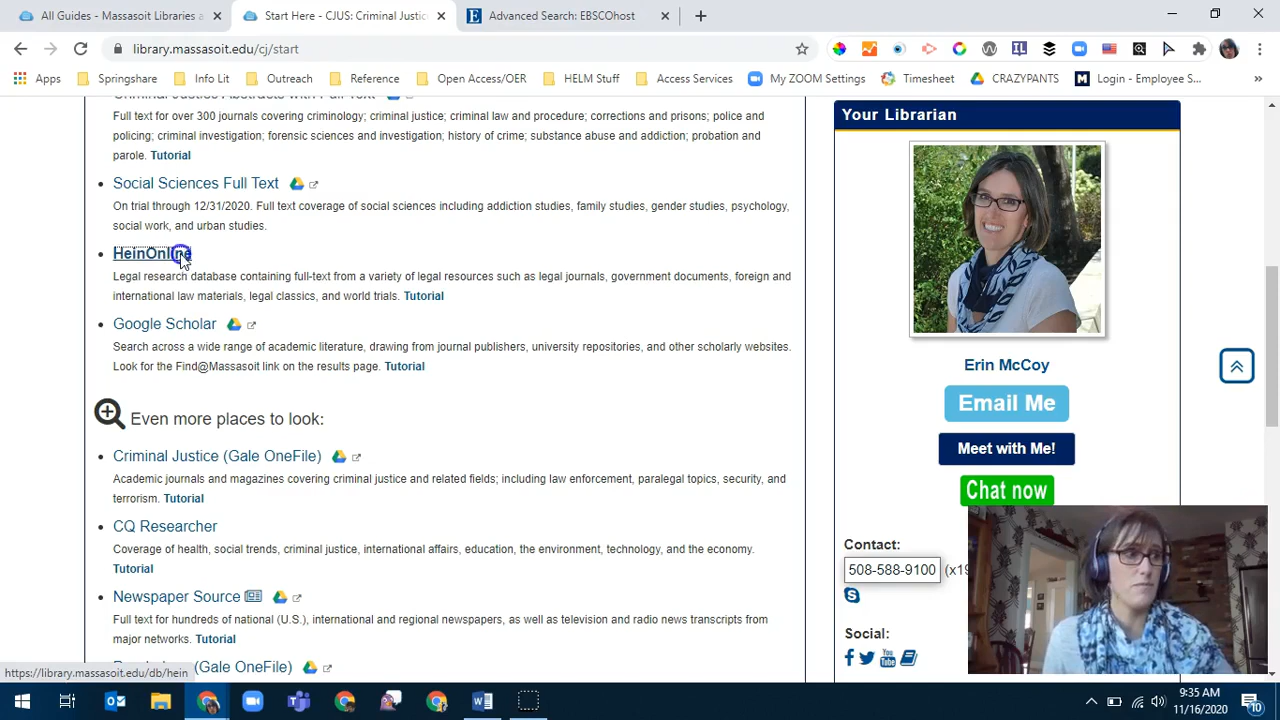 All Guides - Massasoit Libraries a
Start Here - CJUS: Criminal Justic
Advanced Search: EBSCOhost
library.massasoit.edu/cj/start
Apps
Springshare
Info Lit
Outreach
Reference
Open Access/OER
HELM Stuff
Access Services
My ZOOM Settings
Timesheet
CRAZYPANTS
Login - Employee S...
Criminal Justice Abstracts with Full Text
Full text for over 300 journals covering criminology; criminal justice; criminal law and procedure; corrections and prisons; police and
policing; criminal investigation; forensic sciences and investigation; history of crime; substance abuse and addiction; probation and
parole. Tutorial
Social Sciences Full Text
On trial through 12/31/2020. Full text coverage of social sciences including addiction studies, family studies, gender studies, psychology,
social work, and urban studies.
HeinOnline
Legal research database containing full-text from a variety of legal resources such as legal journals, government documents, foreign and
international law materials, legal classics, and world trials. Tutorial
Google Scholar
Search across a wide range of academic literature, drawing from journal publishers, university repositories, and other scholarly websites.
Look for the Find@Massasoit link on the results page. Tutorial
Even more places to look:
Criminal Justice (Gale OneFile)
Academic journals and magazines covering criminal justice and related fields; including law enforcement, paralegal topics, security, and
terrorism. Tutorial
CQ Researcher
Coverage of health, social trends, criminal justice, international affairs, education, the environment, technology, and the economy.
Tutorial
Newspaper Source
Full text for hundreds of national (U.S.), international and regional newspapers, as well as television and radio news transcripts from
major networks. Tutorial
(Gale OneFile)
https://library.massasoit.edu/db/hein
Your Librarian
Erin McCoy
Email Me
Meet with Me!
Chat now
Contact:
508-588-9100 (x19
Social:
9:35 AM
11/16/2020
10